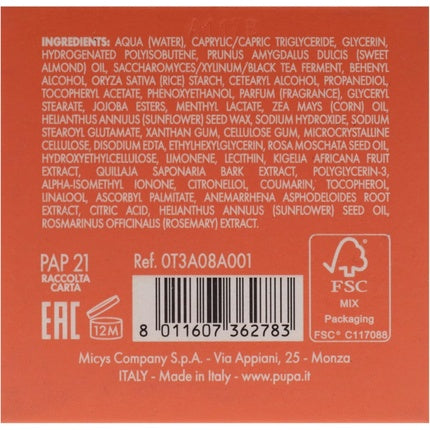 INGREDIENTS: AQUA (WATER), CAPRYLIC/CAPRIC TRIGLYCERIDE, GLYCERIN,
HYDROGENATED POLYISOBUTENE, PRUNUS AMYGDALUS DULCIS (SWEET
ALMOND) OIL, SACCHAROMYCES/XYLINUM/BLACK TEA FERMENT, BEHENYL
ALCOHOL, ORYZA SATIVA (RICE) STARCH, CETEARYL ALCOHOL, PROPANEDIOL,
TOCOPHERYL ACETATE, PHENOXYETHANOL, PARFUM (FRAGRANCE), GLYCERYL
STEARATE, JOJOBA ESTERS, MENTHYL LACTATE, ZEA MAYS (CORN) OIL,
HELIANTHUS ANNUUS (SUNFLOWER) SEED WAX, SODIUM HYDROXIDE, SODIUM
STEAROYL GLUTAMATE, XANTHAN GUM, CELLULOSE GUM, MICROCRYSTALLINE
CELLULOSE, DISODIUM EDTA, ETHYLHEXYLGLYCERIN, ROSA MOSCHATA SEED OIL,
HYDROXYETHYLCELLULOSE, LIMONENE, LECITHIN, KIGELIA AFRICANA FRUIT
EXTRACT, QUILLAJA SAPONARIA BARK EXTRACT, POLYGLYCERIN-3,
ALPHA-ISOMETHYL IONONE, CITRONELLOL, COUMARIN, TOCOPHEROL,
LINALOOL, ASCORBYL PALMITATE, ANEMARRHENA ASPHODELOIDES ROOT
EXTRACT, CITRIC ACID, HELIANTHUS ANNUUS (SUNFLOWER) SEED OIL,
ROSMARINUS OFFICINALIS (ROSEMARY) EXTRACT.
PAP 21
RACCOLTA
CARTA
Ref. 0T3A08A001
EAC
12M
8 011607 362783
FSC
MIX
Packaging
FSC® C117088
Micys Company S.p.A. - Via Appiani, 25 - Monza
ITALY - Made in Italy - www.pupa.it